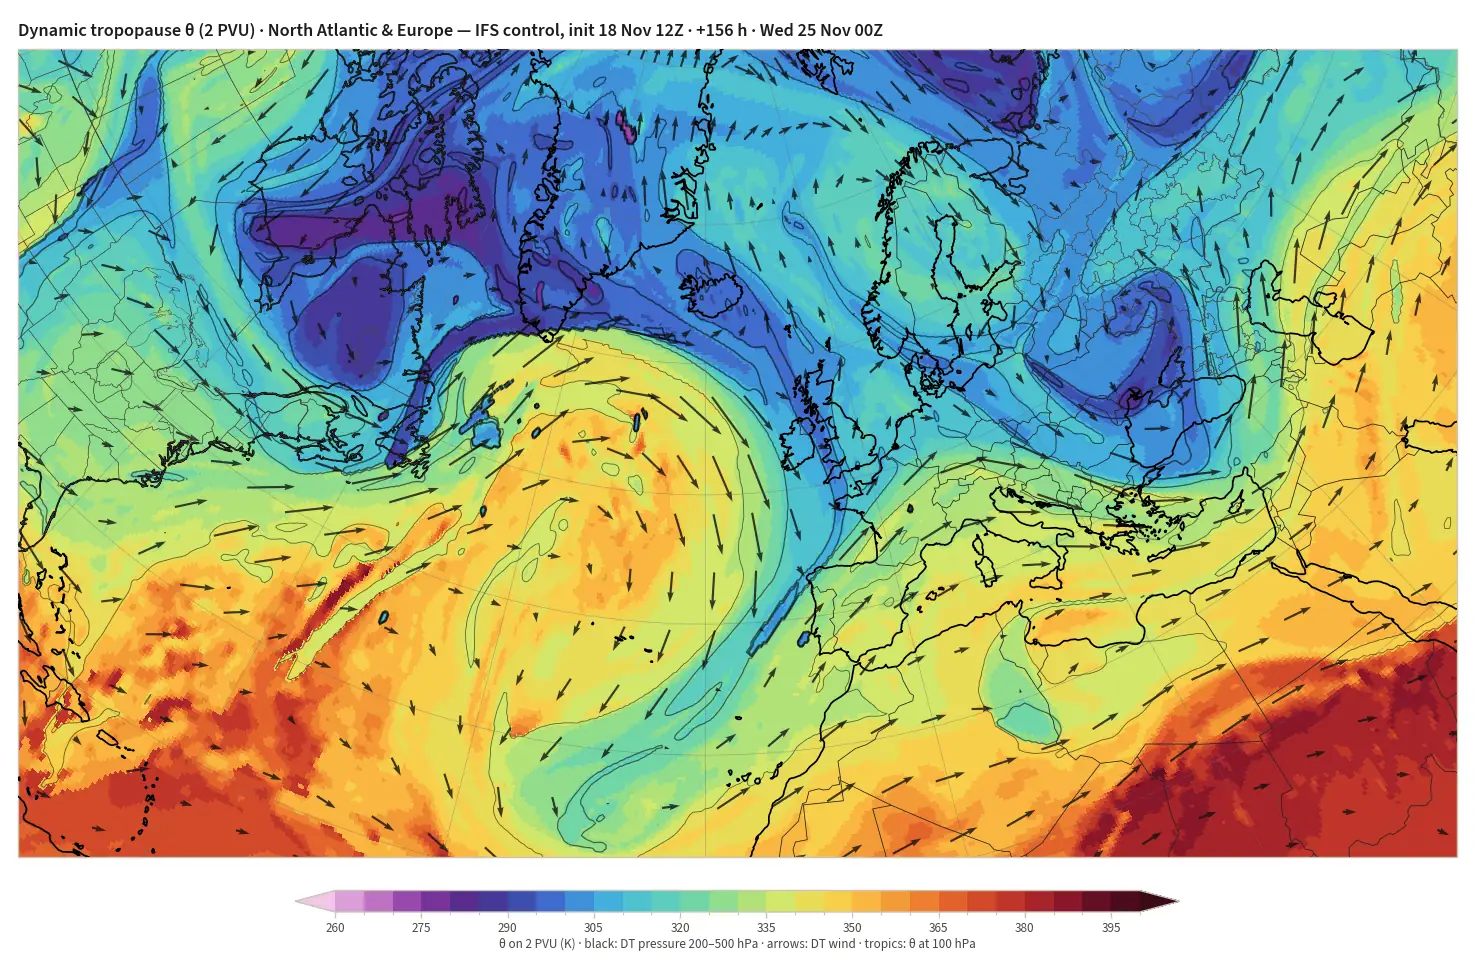 Dynamic tropopause θ (2 PVU) · North Atlantic & Europe — IFS control, init 18 Nov 12Z · +156 h · Wed 25 Nov 00Z
260 275 290 305 320 335 350 365 380 395
θ on 2 PVU (K) · black: DT pressure 200–500 hPa · arrows: DT wind · tropics: θ at 100 hPa